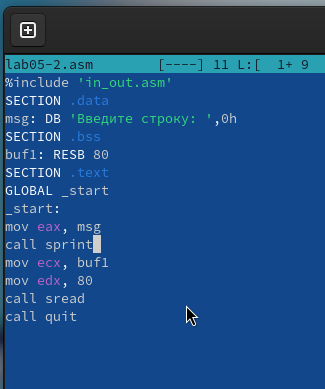 lab05-2.asm [----] 11 L:[ 1+ 9
%include 'in_out.asm'
SECTION .data
msg: DB 'Введите строку: ',0h
SECTION .bss
buf1: RESB 80
SECTION .text
GLOBAL _start
_start:
mov eax, msg
call sprint
mov ecx, buf1
mov edx, 80
call sread
call quit